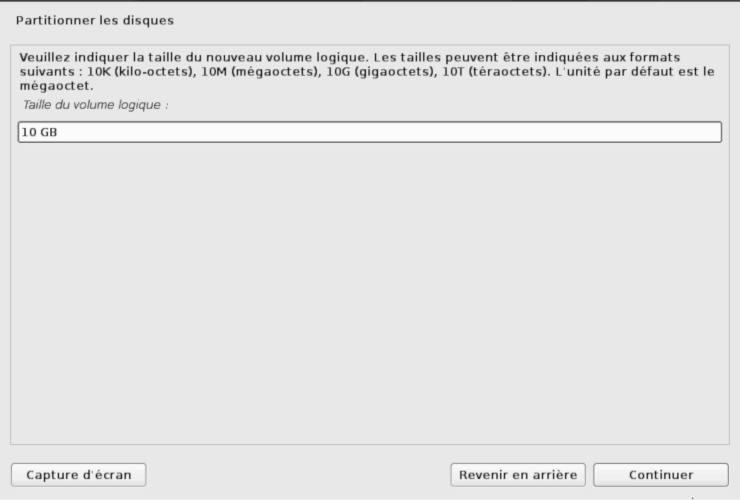 Partitionner les disques
Veuillez indiquer la taille du nouveau volume logique. Les tailles peuvent être indiquées aux formats
suivants : 10K (kilo-octets), 10M (mégaoctets), 10G (gigaoctets), 10T (téraoctets). L'unité par défaut est le
mégaoctet.
Taille du volume logique :
10 GB
Capture d'écran
Revenir en arrière
Continuer